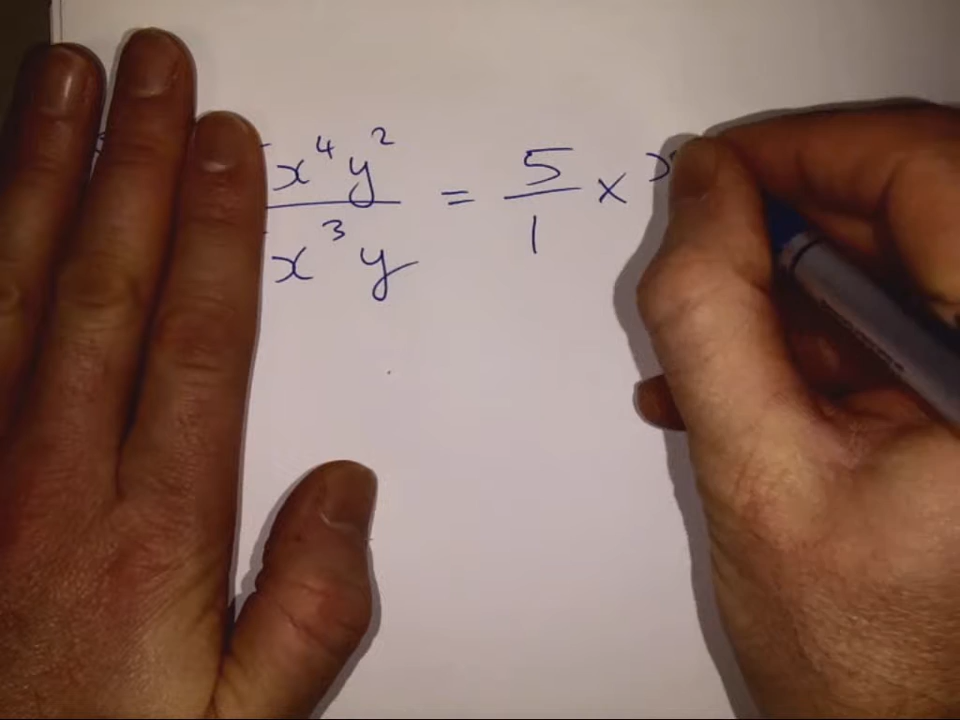 x⁴y² = 5 × x
x³y 1